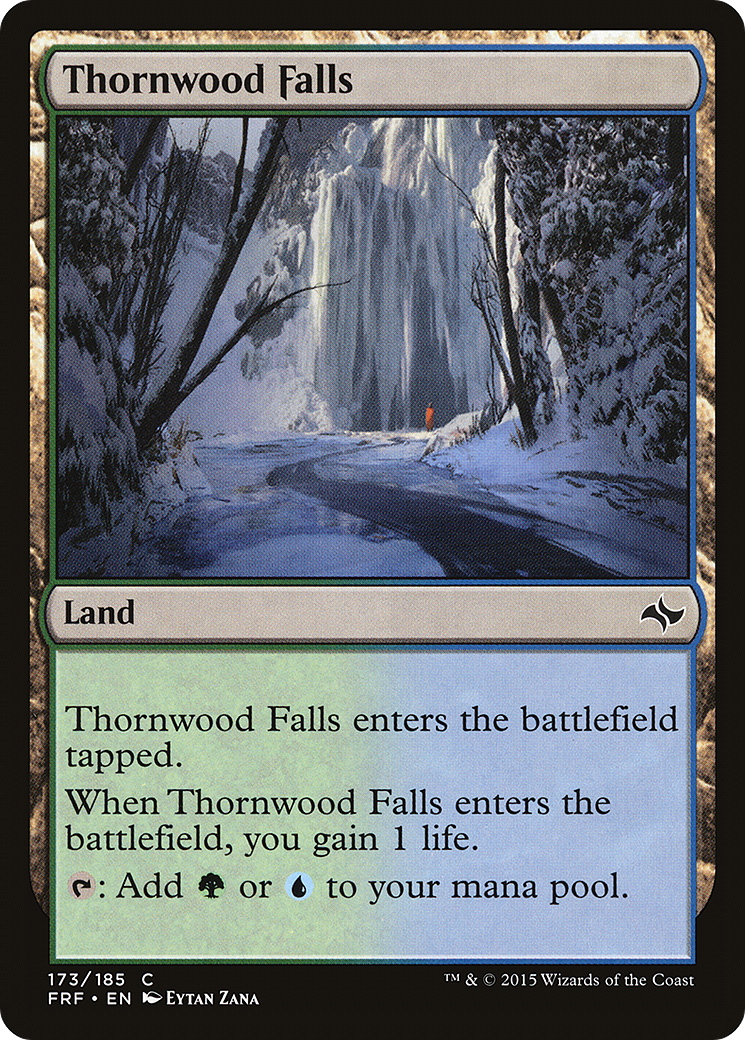 Thornwood Falls
Land
Thornwood Falls enters the battlefield
tapped.
When Thornwood Falls enters the
battlefield, you gain 1 life.
: Add or to your mana pool.
173/185 C
FRF • EN Eytan Zana
™ & © 2015 Wizards of the Coast